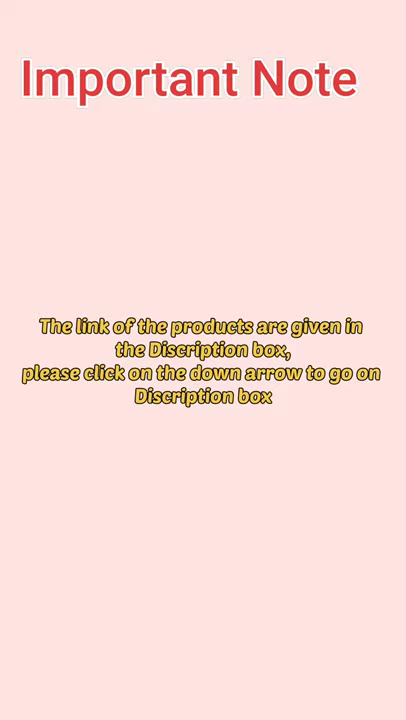 Important Note
The link of the products are given in
the Discription box,
please click on the down arrow to go on
Discription box